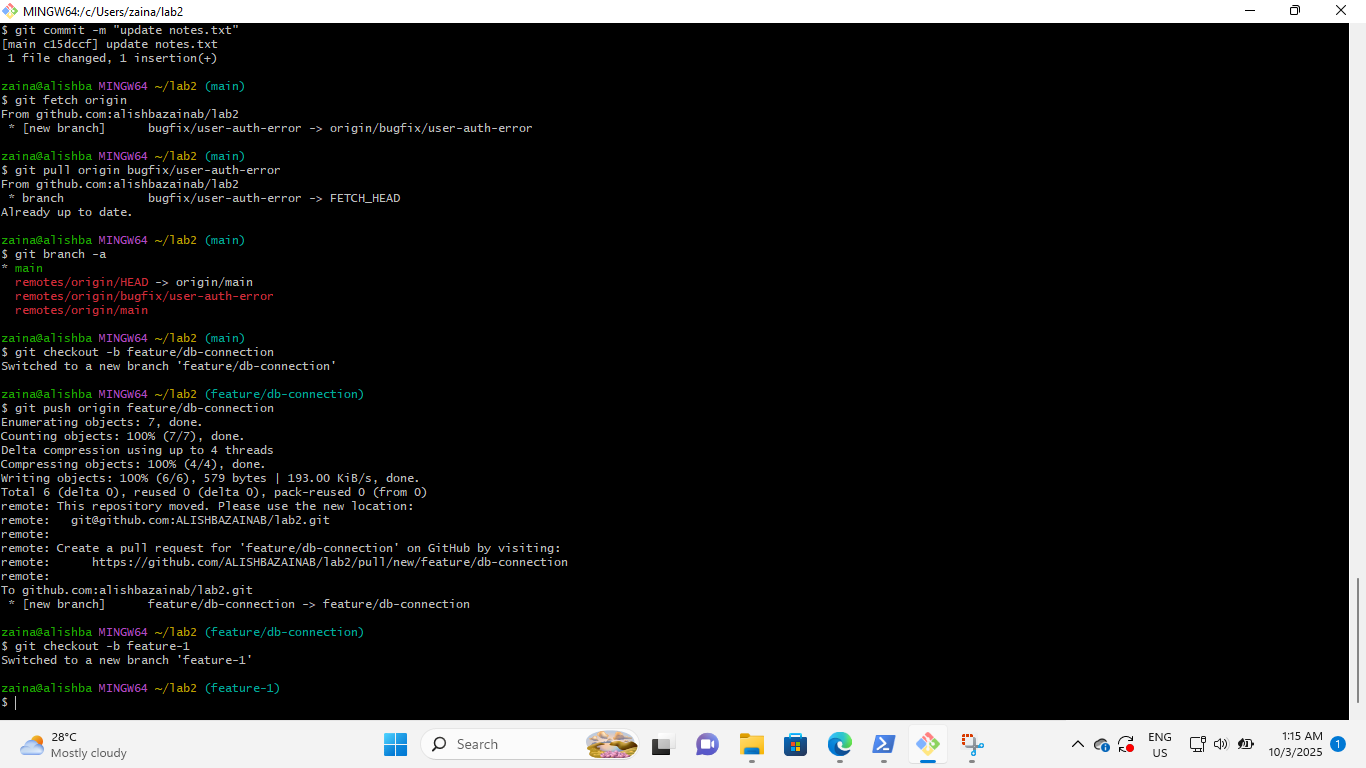 MINGW64:/c/Users/zaina/lab2
$ git commit -m "update notes.txt"
[main c15dccf] update notes.txt
 1 file changed, 1 insertion(+)
zaina@alishba MINGW64 ~/lab2 (main)
$ git fetch origin
From github.com:alishbazainab/lab2
 * [new branch]      bugfix/user-auth-error -> origin/bugfix/user-auth-error
zaina@alishba MINGW64 ~/lab2 (main)
$ git pull origin bugfix/user-auth-error
From github.com:alishbazainab/lab2
 * branch            bugfix/user-auth-error -> FETCH_HEAD
Already up to date.
zaina@alishba MINGW64 ~/lab2 (main)
$ git branch -a
* main
  remotes/origin/HEAD -> origin/main
  remotes/origin/bugfix/user-auth-error
  remotes/origin/main
zaina@alishba MINGW64 ~/lab2 (main)
$ git checkout -b feature/db-connection
Switched to a new branch 'feature/db-connection'
zaina@alishba MINGW64 ~/lab2 (feature/db-connection)
$ git push origin feature/db-connection
Enumerating objects: 7, done.
Counting objects: 100% (7/7), done.
Delta compression using up to 4 threads
Compressing objects: 100% (4/4), done.
Writing objects: 100% (6/6), 579 bytes | 193.00 KiB/s, done.
Total 6 (delta 0), reused 0 (delta 0), pack-reused 0 (from 0)
remote: This repository moved. Please use the new location:
remote:   git@github.com:ALISHBAZAINAB/lab2.git
remote:
remote: Create a pull request for 'feature/db-connection' on GitHub by visiting:
remote:      https://github.com/ALISHBAZAINAB/lab2/pull/new/feature/db-connection
remote:
To github.com:alishbazainab/lab2.git
 * [new branch]      feature/db-connection -> feature/db-connection
zaina@alishba MINGW64 ~/lab2 (feature/db-connection)
$ git checkout -b feature-1
Switched to a new branch 'feature-1'
zaina@alishba MINGW64 ~/lab2 (feature-1)
$
28°C
Mostly cloudy
Search
ENG
US
1:15 AM
10/3/2025
1